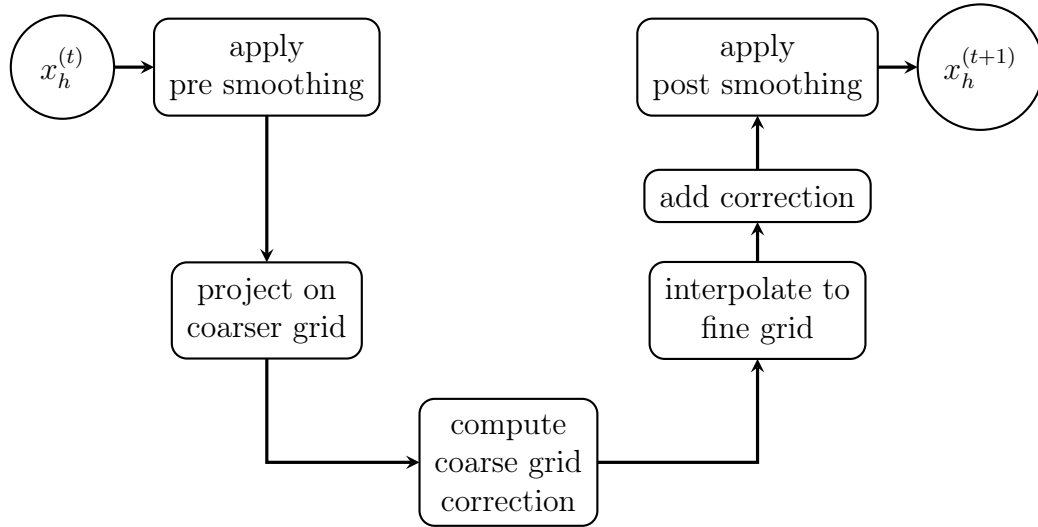 x_h^{(t)}
apply
pre smoothing
project on
coarser grid
compute
coarse grid
correction
interpolate to
fine grid
add correction
apply
post smoothing
x_h^{(t+1)}